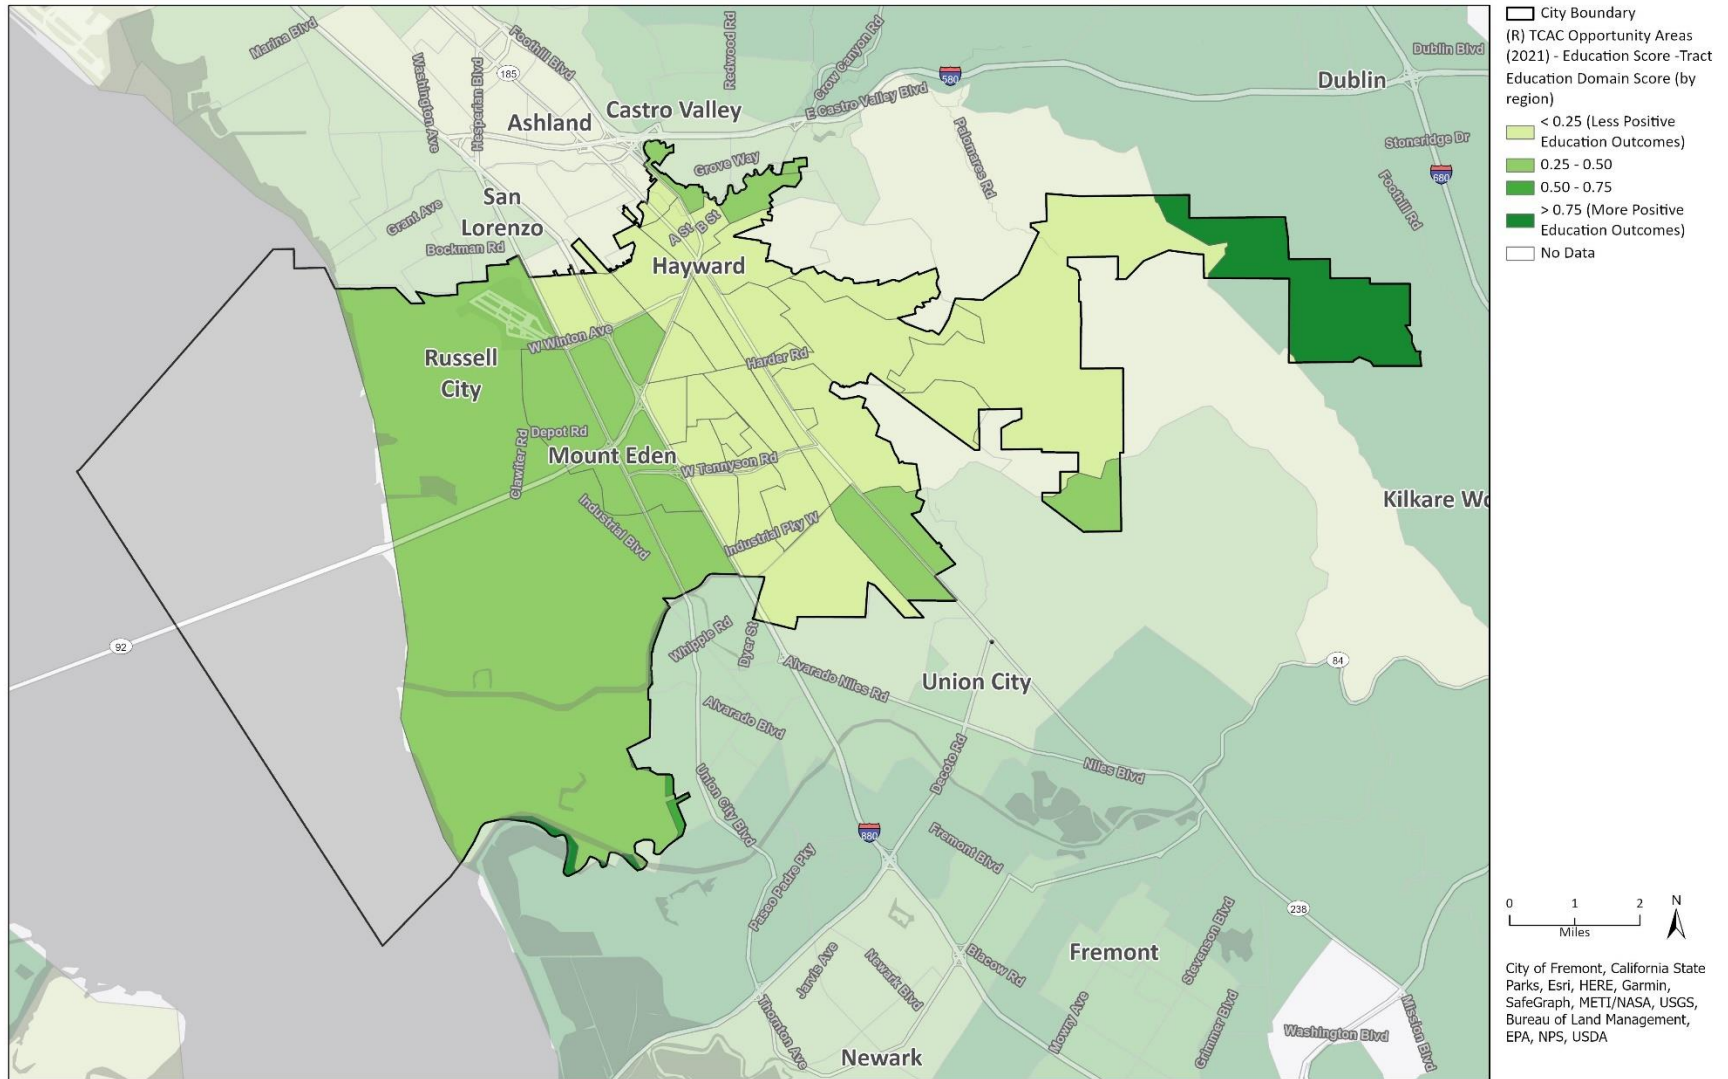 Marina Blvd
Washington Ave
Hesperian Blvd
185
Foothill Blvd
Redwood Rd
Crow Canyon Rd
580
E Castro Valley Blvd
Dublin Blvd
Dublin
Castro Valley
Ashland
Stoneridge Dr
Grove Way
Palomares Rd
680
Foothill Rd
San
Lorenzo
Grant Ave
Bockman Rd
A St
B St
Hayward
W Winton Ave
Harder Rd
Russell
City
Depot Rd
Clawiter Rd
Mount Eden
W Tennyson Rd
Industrial Blvd
Industrial Pky W
Kilkare Wo
92
Whipple Rd
Dyer St
Alvarado Niles Rd
Union City
84
Alvarado Blvd
Union City Blvd
Decoto Rd
Niles Blvd
880
Fremont Blvd
Paseo Padre Pky
238
Jarvis Ave
Newark Blvd
Blacow Rd
Fremont
Stevenson Blvd
Thornton Ave
Newark
Mowry Ave
Grimmer Blvd
Washington Blvd
Mission Blvd
City Boundary
(R) TCAC Opportunity Areas
(2021) - Education Score -Tract
Education Domain Score (by
region)
< 0.25 (Less Positive
Education Outcomes)
0.25 - 0.50
0.50 - 0.75
> 0.75 (More Positive
Education Outcomes)
No Data
0 1 2
Miles
N
City of Fremont, California State
Parks, Esri, HERE, Garmin,
SafeGraph, METI/NASA, USGS,
Bureau of Land Management,
EPA, NPS, USDA